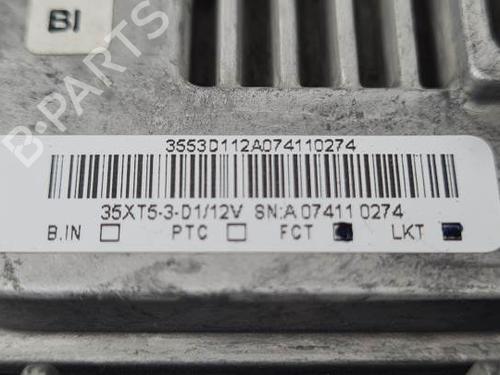 BI
B-PARTS
3553D112A074110274
35XT5-3-D1/12V SN:A 07411 0274
B.IN PTC FCT LKT